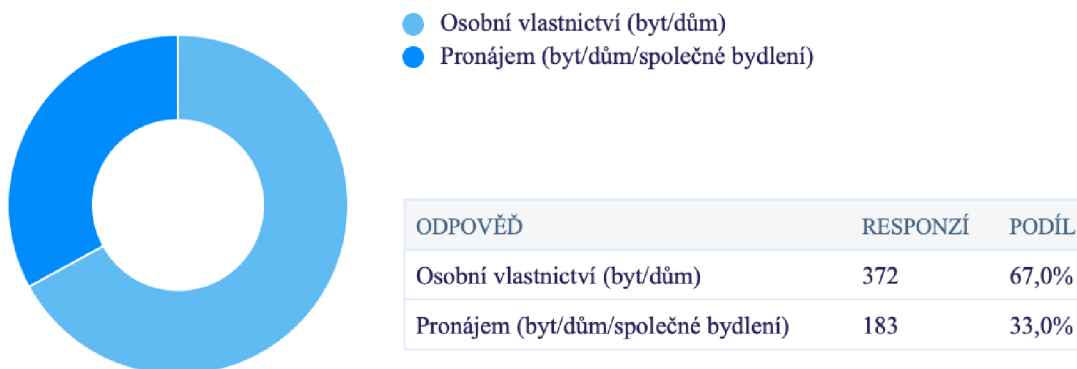 Osobní vlastnictví (byt/dům)
Pronájem (byt/dům/společné bydlení)
ODPOVĚĎ RESPONZÍ PODÍL
Osobní vlastnictví (byt/dům) 372 67,0%
Pronájem (byt/dům/společné bydlení) 183 33,0%